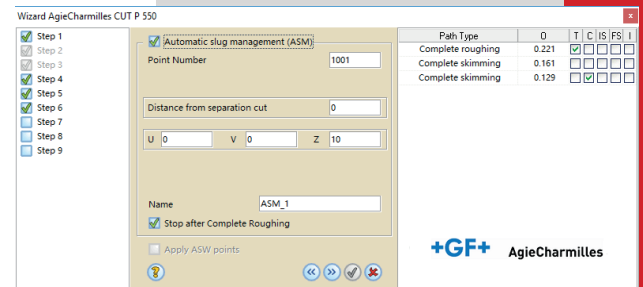 Wizard AgieCharmilles CUT P 550
x
Step 1
Step 2
Step 3
Step 4
Step 5
Step 6
Step 7
Step 8
Step 9
Automatic slug management (ASM)
Point Number 1001
Distance from separation cut 0
U 0 V 0 Z 10
Name ASM_1
Stop after Complete Roughing
Apply ASW points
?
Path Type O T C IS FS I
Complete roughing 0.221
Complete skimming 0.161
Complete skimming 0.129
+GF+ AgieCharmilles